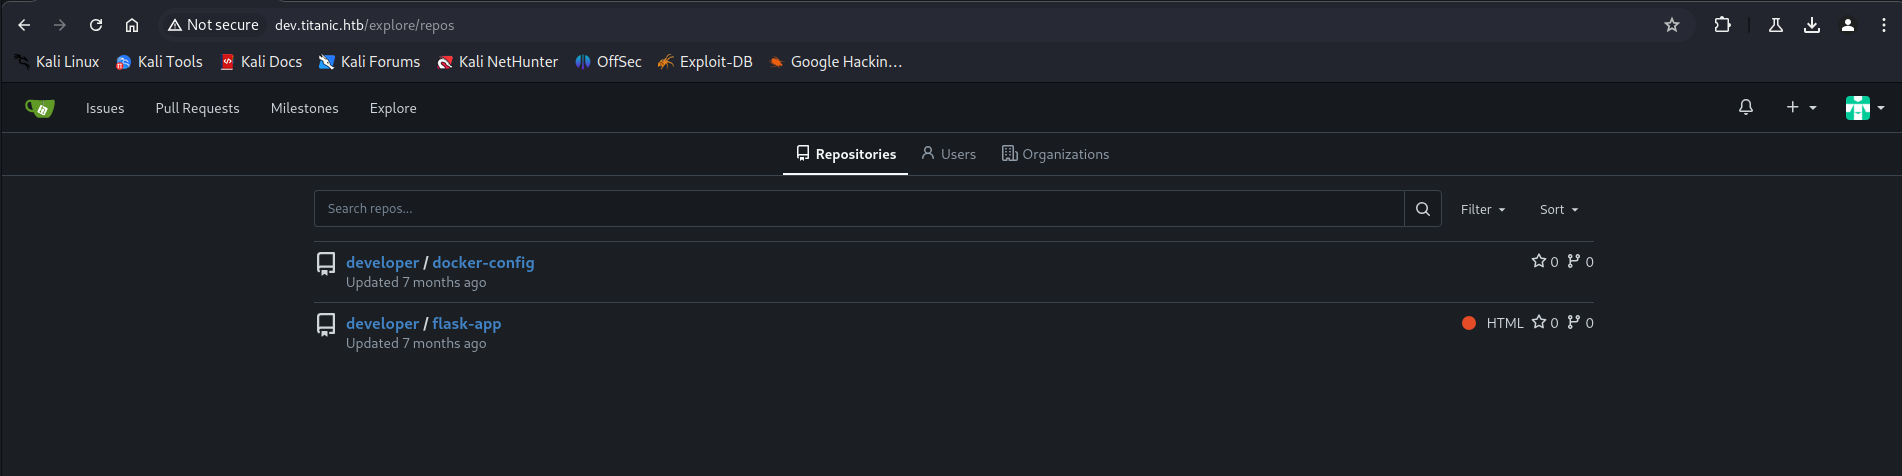 Not secure dev.titanic.htb/explore/repos
Kali Linux Kali Tools Kali Docs Kali Forums Kali NetHunter OffSec Exploit-DB Google Hackin…
Issues Pull Requests Milestones Explore
Repositories Users Organizations
Search repos... Filter Sort
developer / docker-config 0 0
Updated 7 months ago
developer / flask-app HTML 0 0
Updated 7 months ago